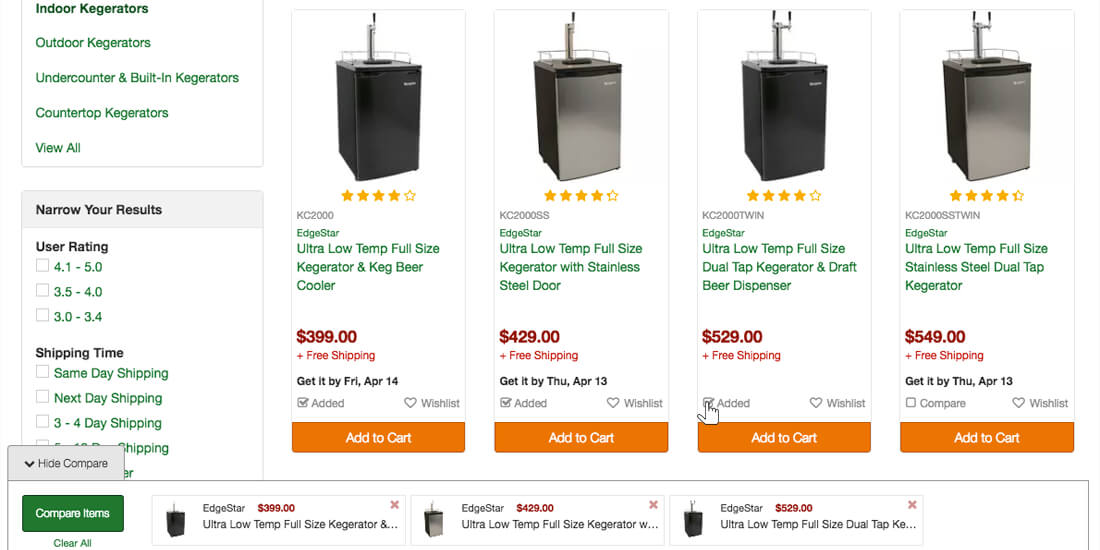 Indoor Kegerators
Outdoor Kegerators
Undercounter & Built-In Kegerators
Countertop Kegerators
View All
Narrow Your Results
User Rating
4.1 - 5.0
3.5 - 4.0
3.0 - 3.4
Shipping Time
Same Day Shipping
Next Day Shipping
3 - 4 Day Shipping
Day Shipping
KC2000
EdgeStar
Ultra Low Temp Full Size
Kegerator & Keg Beer
Cooler
$399.00
+ Free Shipping
Get it by Fri, Apr 14
Added
Wishlist
Add to Cart
KC2000SS
EdgeStar
Ultra Low Temp Full Size
Kegerator with Stainless
Steel Door
$429.00
+ Free Shipping
Get it by Thu, Apr 13
Added
Wishlist
Add to Cart
KC2000TWIN
EdgeStar
Ultra Low Temp Full Size
Dual Tap Kegerator & Draft
Beer Dispenser
$529.00
+ Free Shipping
Added
Wishlist
Add to Cart
KC2000SSTWIN
EdgeStar
Ultra Low Temp Full Size
Stainless Steel Dual Tap
Kegerator
$549.00
+ Free Shipping
Get it by Thu, Apr 13
Compare
Wishlist
Add to Cart
Hide Compare
Compare Items
Clear All
EdgeStar $399.00
Ultra Low Temp Full Size Kegerator &...
EdgeStar $429.00
Ultra Low Temp Full Size Kegerator w...
EdgeStar $529.00
Ultra Low Temp Full Size Dual Tap Ke...